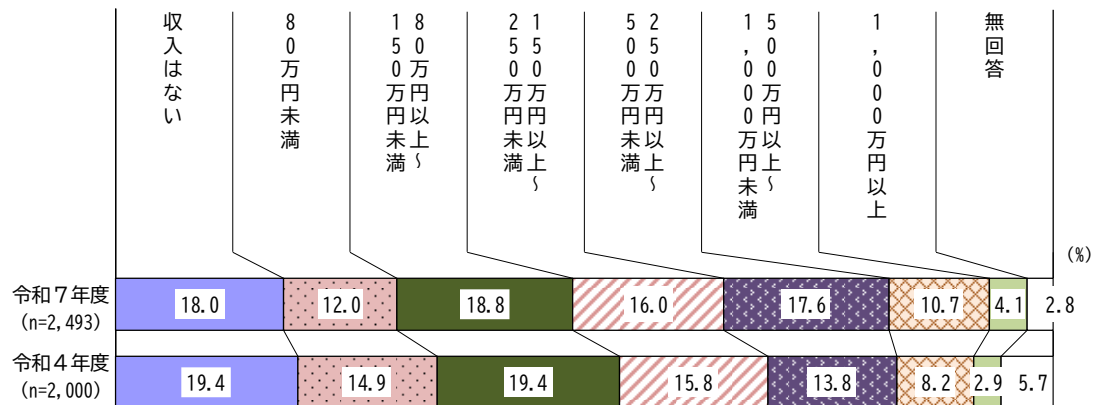 収入はない
80万円未満
80万円以上~
150万円未満
150万円以上~
250万円未満
250万円以上~
500万円未満
500万円以上~
1,000万円未満
1,000万円以上
無回答
(%)
令和7年度
(n=2,493)
18.0
12.0
18.8
16.0
17.6
10.7
4.1
2.8
令和4年度
(n=2,000)
19.4
14.9
19.4
15.8
13.8
8.2
2.9
5.7